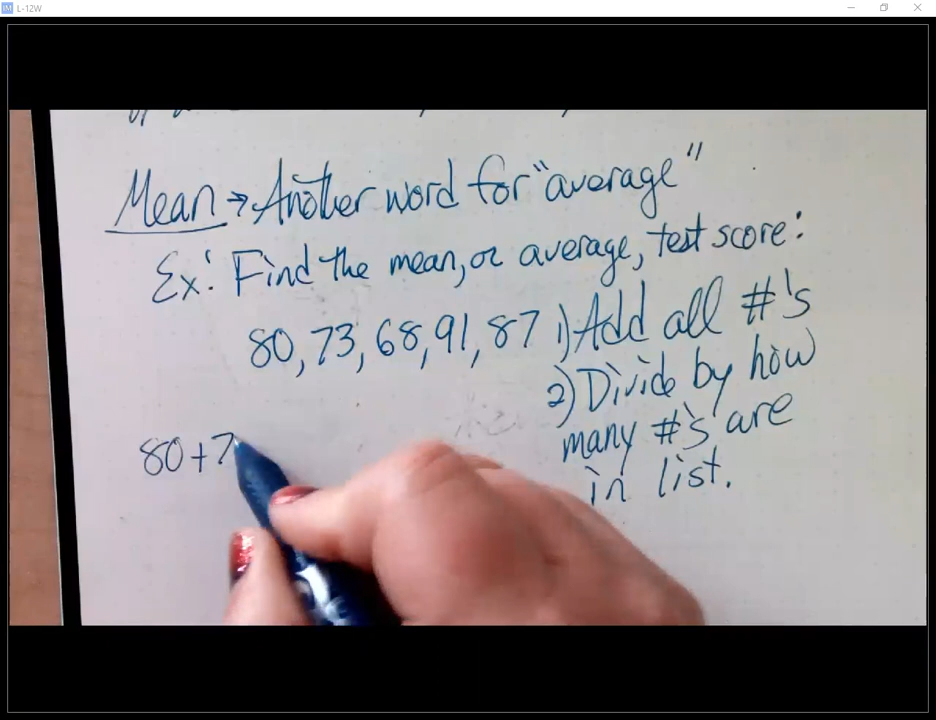 L-12W
Mean → Another word for "average"
Ex: Find the mean, or average, test score:
80, 73, 68, 91, 87
1) Add all #'s
2) Divide by how
many #'s are
in list.
80+7